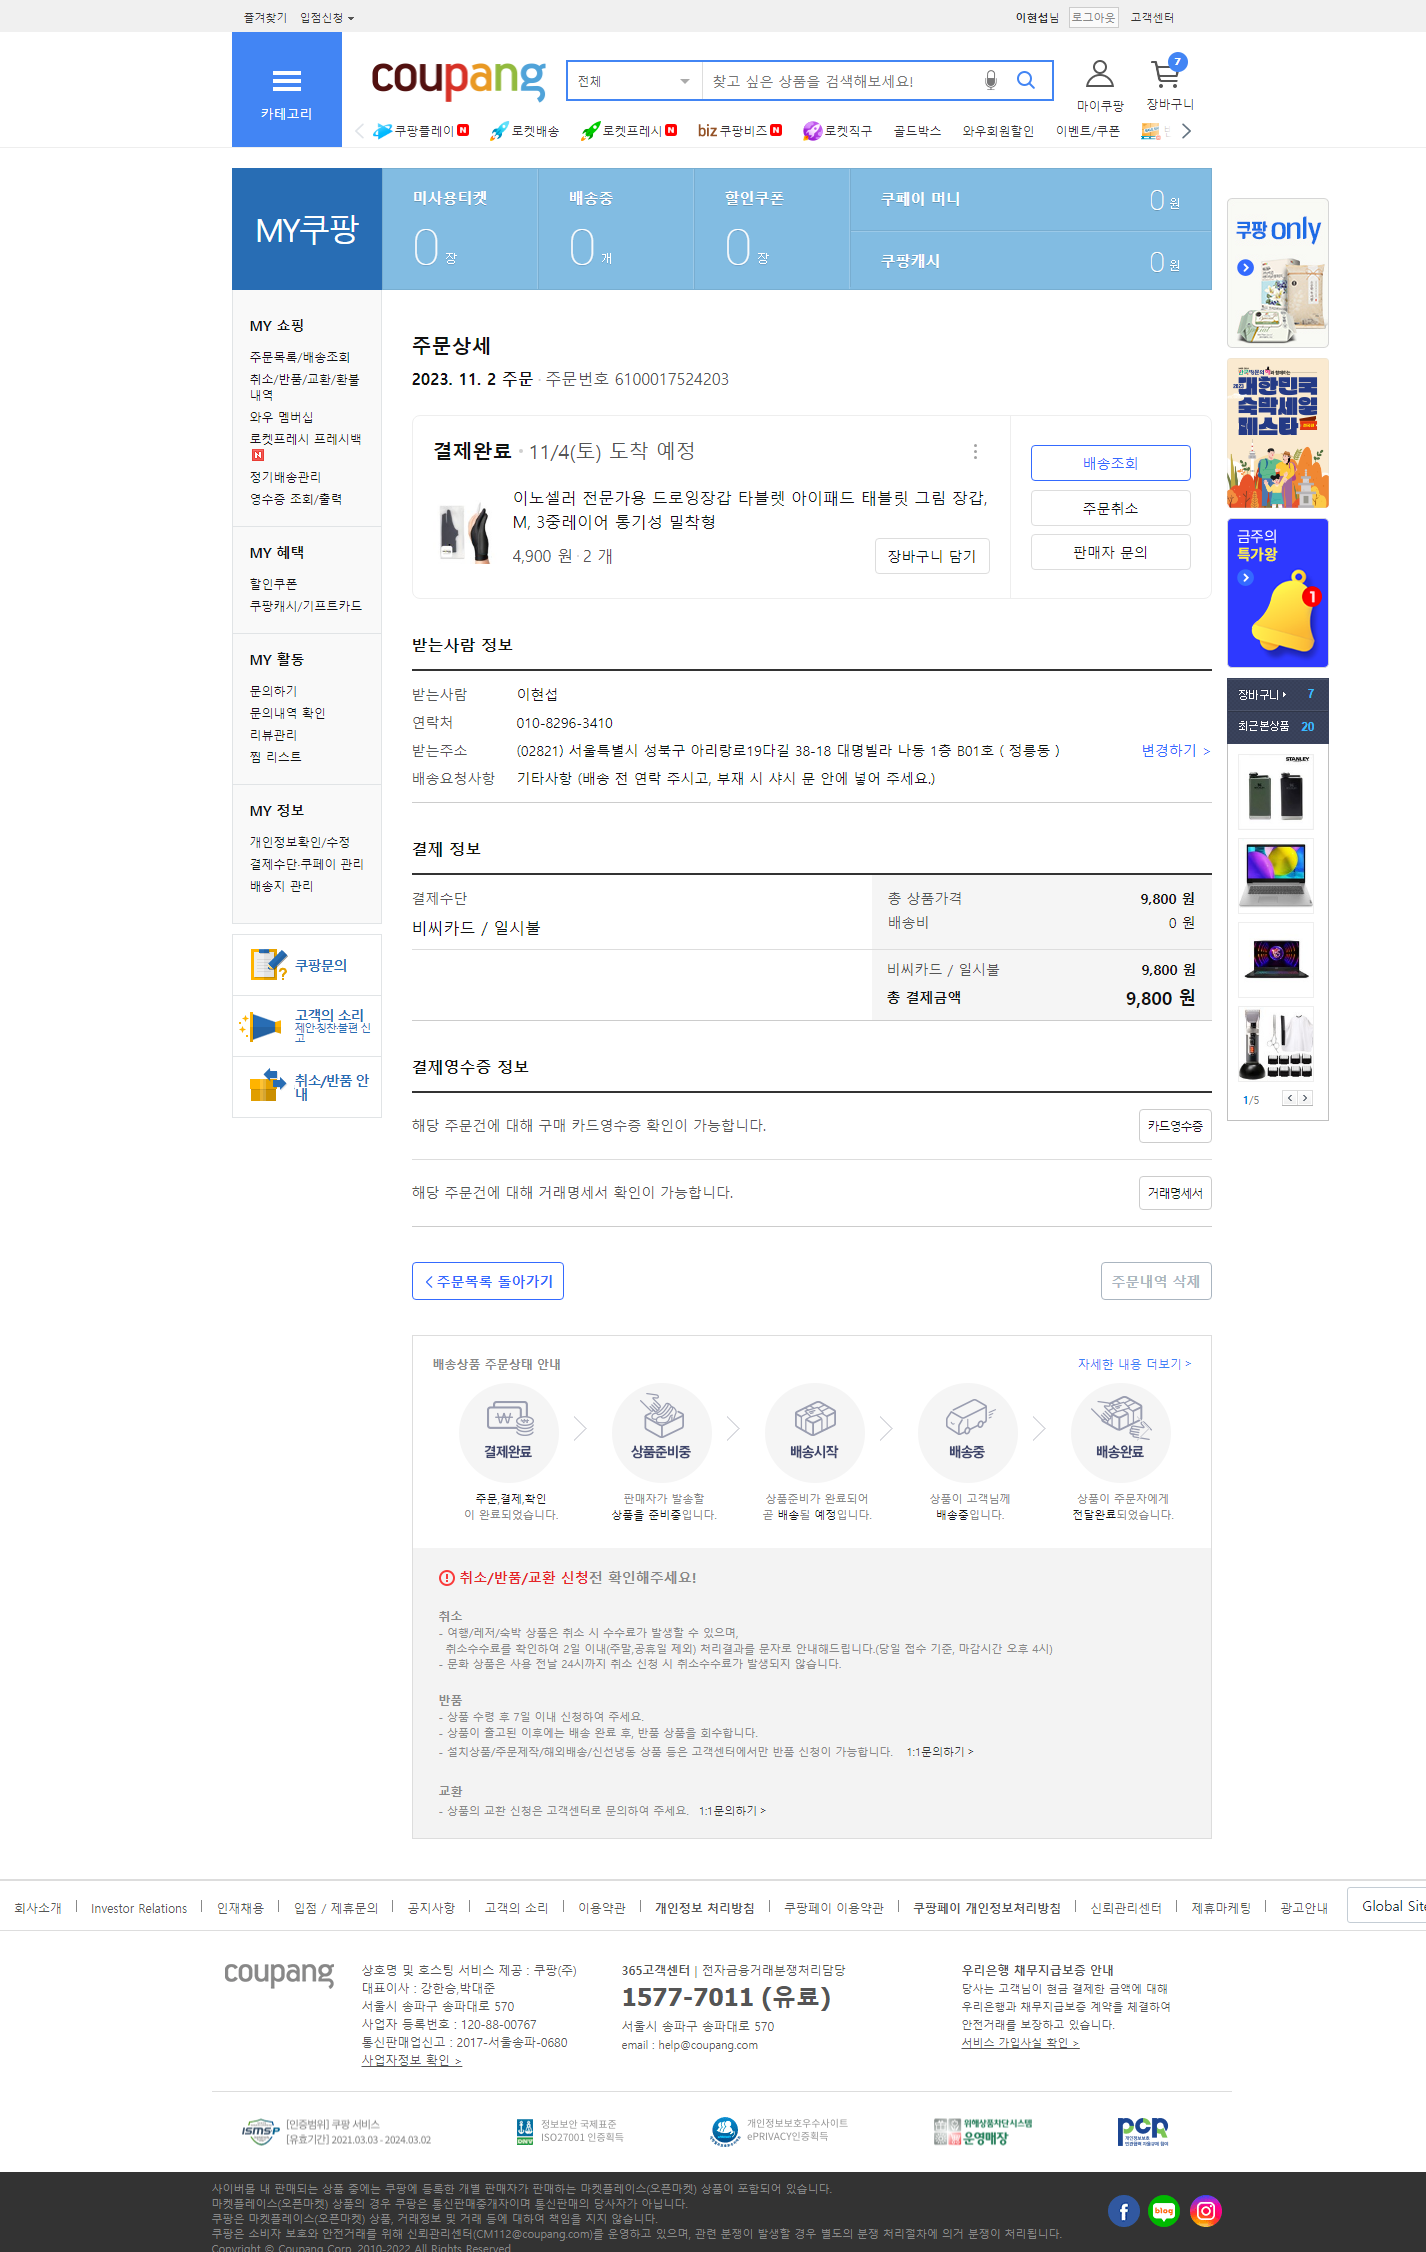 즐겨찾기 입점신청
이현섭님 로그아웃 고객센터
카테고리
coupang
전체 찾고 싶은 상품을 검색해보세요!
마이쿠팡
7
장바구니
쿠팡플레이 N 로켓배송 로켓프레시 N biz 쿠팡비즈 N 로켓직구 골드박스 와우회원할인 이벤트/쿠폰
MY쿠팡
미사용티켓
0 장
배송중
0 개
할인쿠폰
0 장
쿠페이 머니 0 원
쿠팡캐시 0 원
MY 쇼핑
주문목록/배송조회
취소/반품/교환/환불
내역
와우 멤버십
로켓프레시 프레시백
N
정기배송관리
영수증 조회/출력
MY 혜택
할인쿠폰
쿠팡캐시/기프트카드
MY 활동
문의하기
문의내역 확인
리뷰관리
찜 리스트
MY 정보
개인정보확인/수정
결제수단·쿠페이 관리
배송지 관리
쿠팡문의
고객의 소리
제안·칭찬·불편 신
고
취소/반품 안
내
주문상세
2023. 11. 2 주문 · 주문번호 6100017524203
결제완료 · 11/4(토) 도착 예정
이노셀러 전문가용 드로잉장갑 타블렛 아이패드 태블릿 그림 장갑,
M, 3중레이어 통기성 밀착형
4,900 원 · 2 개
장바구니 담기
배송조회
주문취소
판매자 문의
받는사람 정보
받는사람 이현섭
연락처 010-8296-3410
받는주소 (02821) 서울특별시 성북구 아리랑로19다길 38-18 대명빌라 나동 1층 B01호 ( 정릉동 ) 변경하기 >
배송요청사항 기타사항 (배송 전 연락 주시고, 부재 시 샤시 문 안에 넣어 주세요.)
결제 정보
결제수단
비씨카드 / 일시불
총 상품가격 9,800 원
배송비 0 원
비씨카드 / 일시불 9,800 원
총 결제금액 9,800 원
결제영수증 정보
해당 주문건에 대해 구매 카드영수증 확인이 가능합니다. 카드영수증
해당 주문건에 대해 거래명세서 확인이 가능합니다. 거래명세서
주문목록 돌아가기
주문내역 삭제
배송상품 주문상태 안내 자세한 내용 더보기 >
결제완료
주문,결제,확인
이 완료되었습니다.
상품준비중
판매자가 발송할
상품을 준비중입니다.
배송시작
상품준비가 완료되어
곧 배송될 예정입니다.
배송중
상품이 고객님께
배송중입니다.
배송완료
상품이 주문자에게
전달완료되었습니다.
취소/반품/교환 신청전 확인해주세요!
취소
- 여행/레저/숙박 상품은 취소 시 수수료가 발생할 수 있으며,
취소수수료를 확인하여 2일 이내(주말,공휴일 제외) 처리결과를 문자로 안내해드립니다.(당일 접수 기준, 마감시간 오후 4시)
- 문화 상품은 사용 전날 24시까지 취소 신청 시 취소수수료가 발생되지 않습니다.
반품
- 상품 수령 후 7일 이내 신청하여 주세요.
- 상품이 출고된 이후에는 배송 완료 후, 반품 상품을 회수합니다.
- 설치상품/주문제작/해외배송/신선냉동 상품 등은 고객센터에서만 반품 신청이 가능합니다. 1:1문의하기 >
교환
- 상품의 교환 신청은 고객센터로 문의하여 주세요. 1:1문의하기 >
쿠팡 only
2023
대한민국
숙박세일
페스타
금주의
특가왕
1
장바구니 7
최근본상품 20
STANLEY
1/5
회사소개 Investor Relations 인재채용 입점 / 제휴문의 공지사항 고객의 소리 이용약관 개인정보 처리방침 쿠팡페이 이용약관 쿠팡페이 개인정보처리방침 신뢰관리센터 제휴마케팅 광고안내 Global Site
coupang
상호명 및 호스팅 서비스 제공 : 쿠팡(주)
대표이사 : 강한승,박대준
서울시 송파구 송파대로 570
사업자 등록번호 : 120-88-00767
통신판매업신고 : 2017-서울송파-0680
사업자정보 확인 >
365고객센터 | 전자금융거래분쟁처리담당
1577-7011 (유료)
서울시 송파구 송파대로 570
email : help@coupang.com
우리은행 채무지급보증 안내
당사는 고객님이 현금 결제한 금액에 대해
우리은행과 채무지급보증 계약을 체결하여
안전거래를 보장하고 있습니다.
서비스 가입사실 확인 >
ISMS-P
[인증범위] 쿠팡 서비스
[유효기간] 2021.03.03 - 2024.03.02
정보보안 국제표준
ISO27001 인증획득
개인정보보호우수사이트
ePRIVACY인증획득
위해상품차단시스템
운영매장
PCR
사이버몰 내 판매되는 상품 중에는 쿠팡에 등록한 개별 판매자가 판매하는 마켓플레이스(오픈마켓) 상품이 포함되어 있습니다.
마켓플레이스(오픈마켓) 상품의 경우 쿠팡은 통신판매중개자이며 통신판매의 당사자가 아닙니다.
쿠팡은 마켓플레이스(오픈마켓) 상품, 거래정보 및 거래 등에 대하여 책임을 지지 않습니다.
쿠팡은 소비자 보호와 안전거래를 위해 신뢰관리센터(CM112@coupang.com)를 운영하고 있으며, 관련 분쟁이 발생할 경우 별도의 분쟁 처리절차에 의거 분쟁이 처리됩니다.
Copyright © Coupang Corp. 2010-2022 All Rights Reserved.
blog